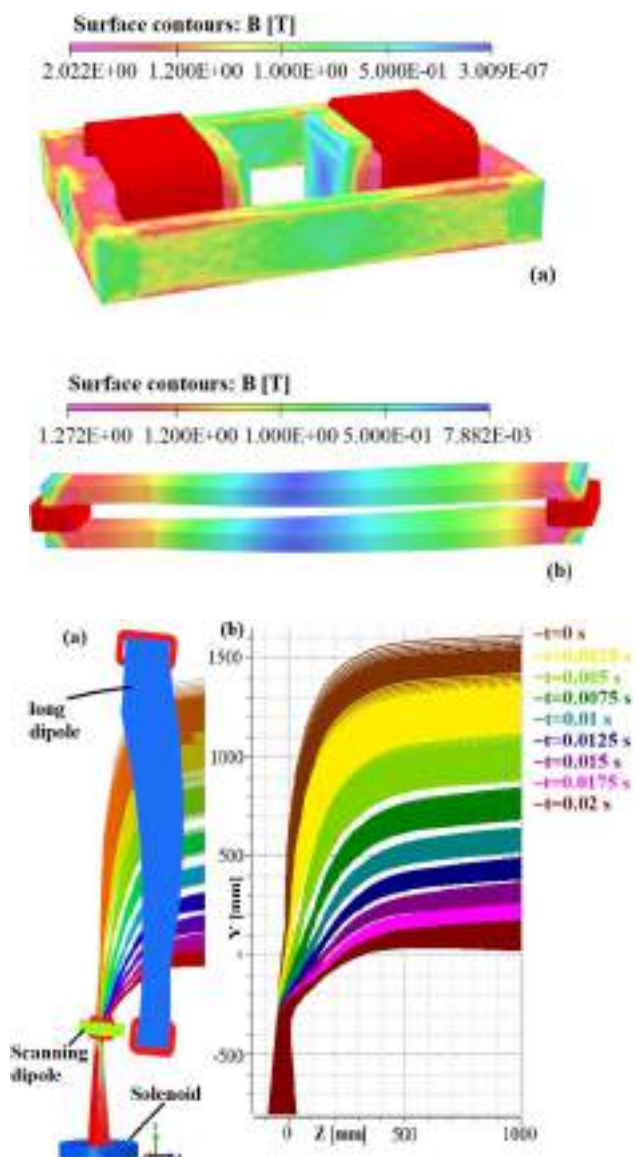 Surface contours: B [T]
2.022E+00 1.200E+00 1.000E+00 5.000E-01 3.009E-07
(a)
Surface contours: B [T]
1.272E+00 1.200E+00 1.000E+00 5.000E-01 7.882E-03
(b)
(a)
long
dipole
Scanning
dipole
Solenoid
(b)
1500
1000
500
0
-500
Y [mm]
0 Z [mm] 500 1000
–t=0 s
–t=0.0025 s
–t=0.005 s
–t=0.0075 s
–t=0.01 s
–t=0.0125 s
–t=0.015 s
–t=0.0175 s
–t=0.02 s